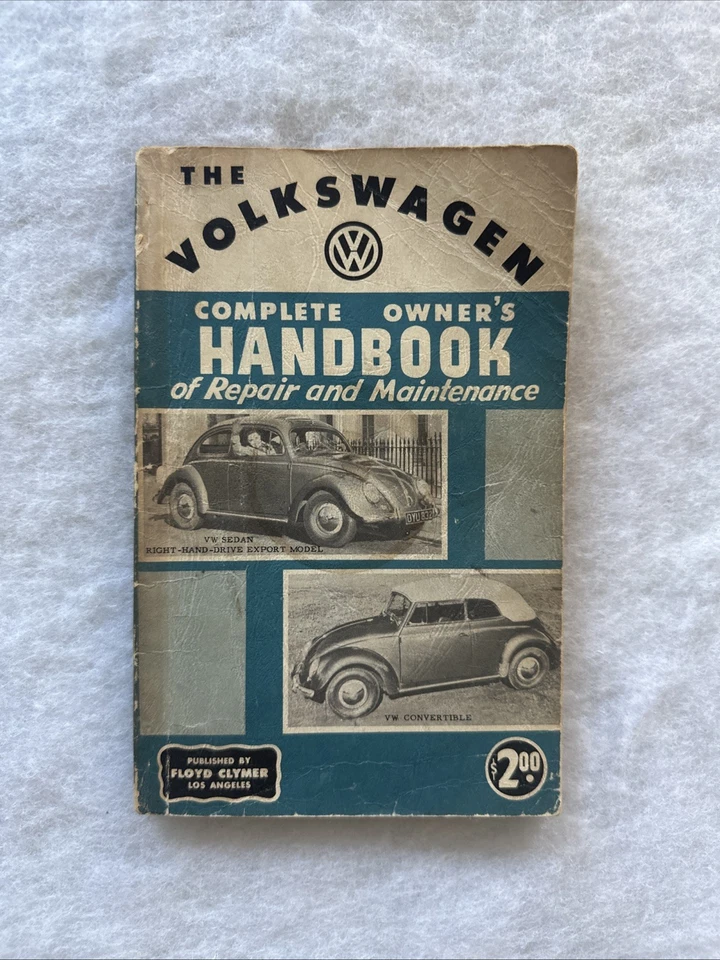 THE
VOLKSWAGEN
VW
COMPLETE OWNER'S
HANDBOOK
of Repair and Maintenance
VW SEDAN
RIGHT-HAND-DRIVE EXPORT MODEL
VW CONVERTIBLE
PUBLISHED BY
FLOYD CLYMER
LOS ANGELES
$2.00